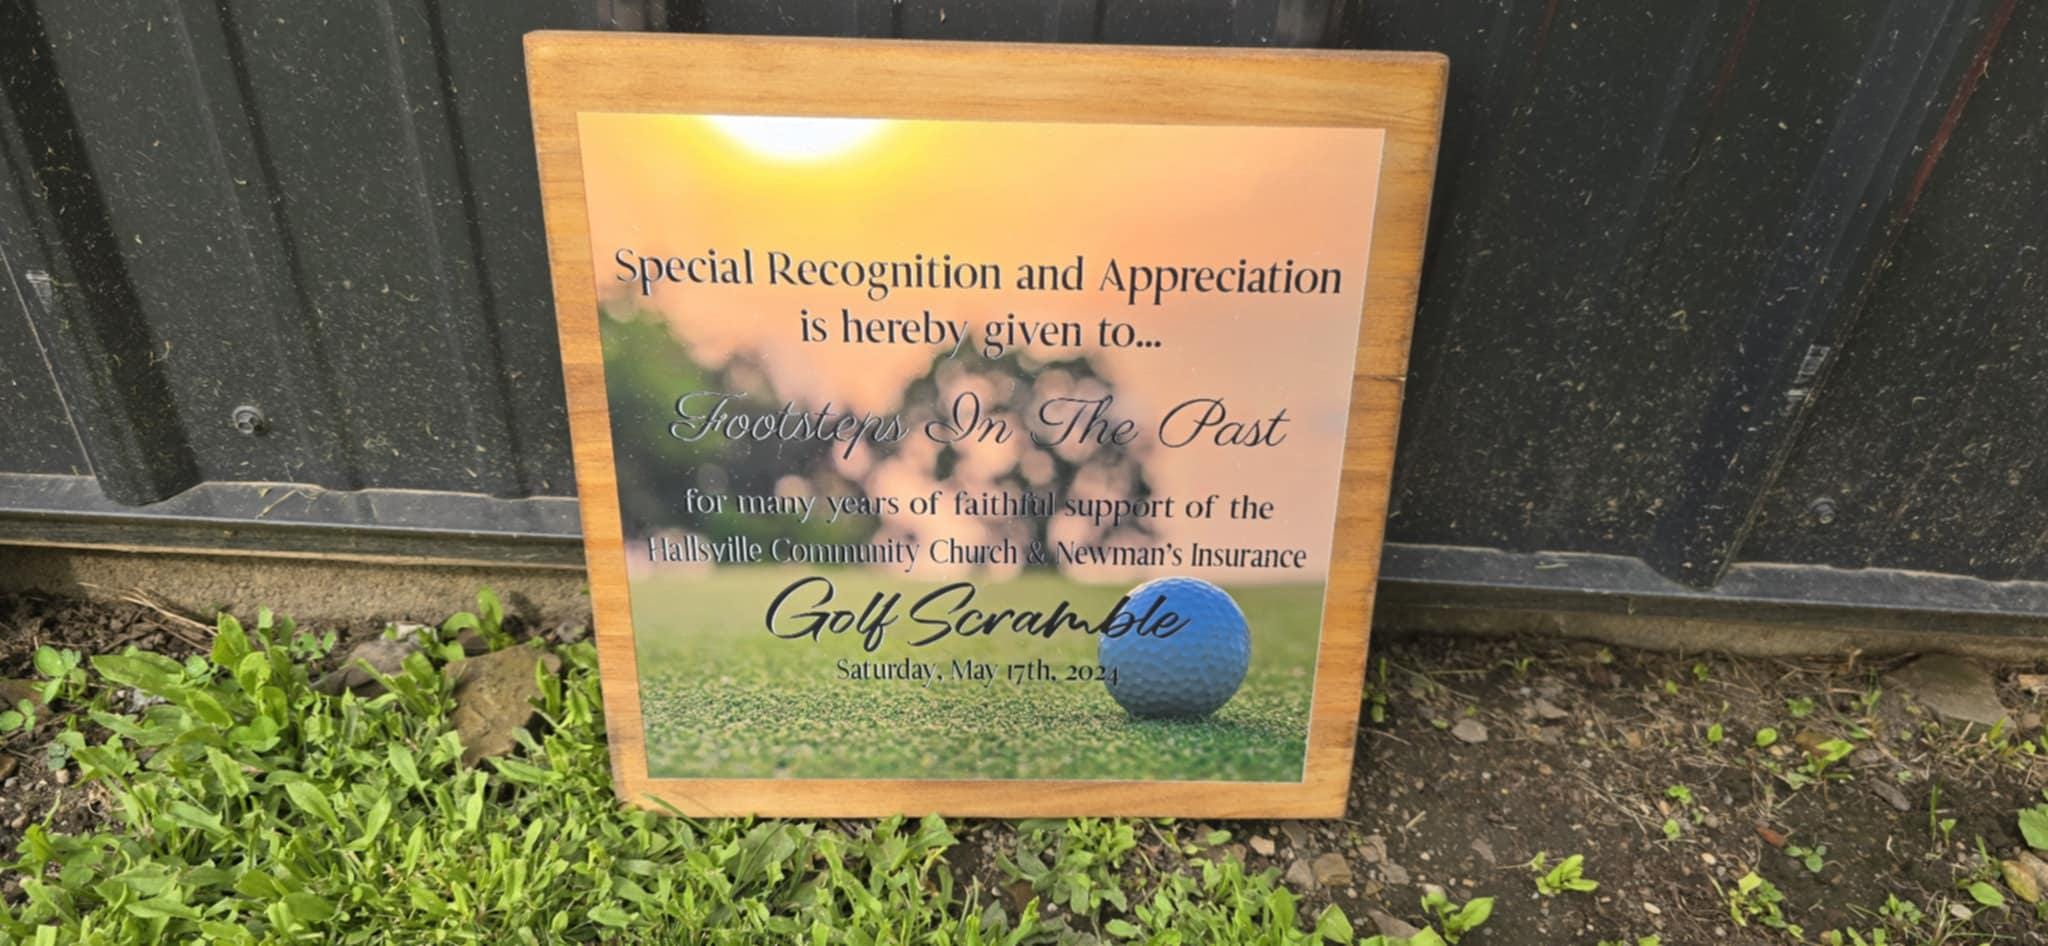 Special Recognition and Appreciation
is hereby given to...
Footsteps In The Past
for many years of faithful support of the
Hallsville Community Church & Newman's Insurance
Golf Scramble
Saturday, May 17th, 2024